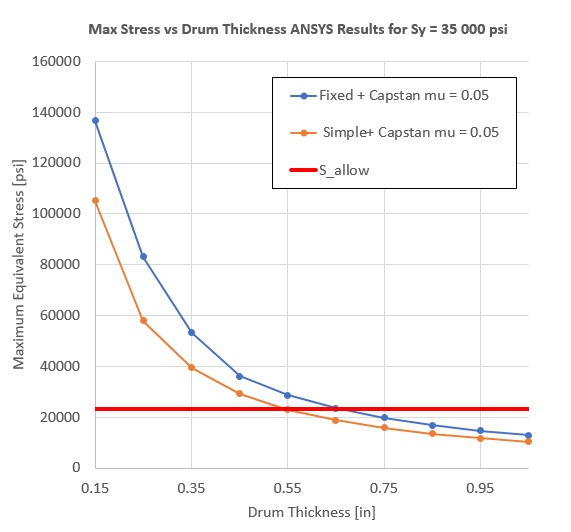 Max Stress vs Drum Thickness ANSYS Results for Sy = 35 000 psi
160000
140000
120000
100000
80000
60000
40000
20000
0
Maximum Equivalent Stress [psi]
Fixed + Capstan mu = 0.05
Simple+ Capstan mu = 0.05
S_allow
0.15 0.35 0.55 0.75 0.95
Drum Thickness [in]